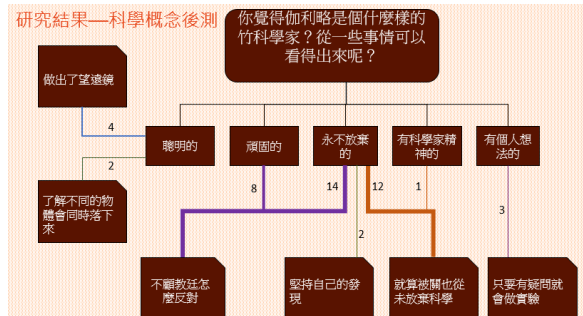 研究結果—科學概念後測
你覺得伽利略是個什麼樣的
竹科學家？從一些事情可以
看得出來呢？
做出了望遠鏡
4
2
聰明的
頑固的
永不放棄
的
有科學家精
神的
有個人想
法的
8
14
12
1
2
3
了解不同的物
體會同時落下
來
不顧教廷怎
麼反對
堅持自己的發
現
就算被關也從
未放棄科學
只要有疑問就
會做實驗